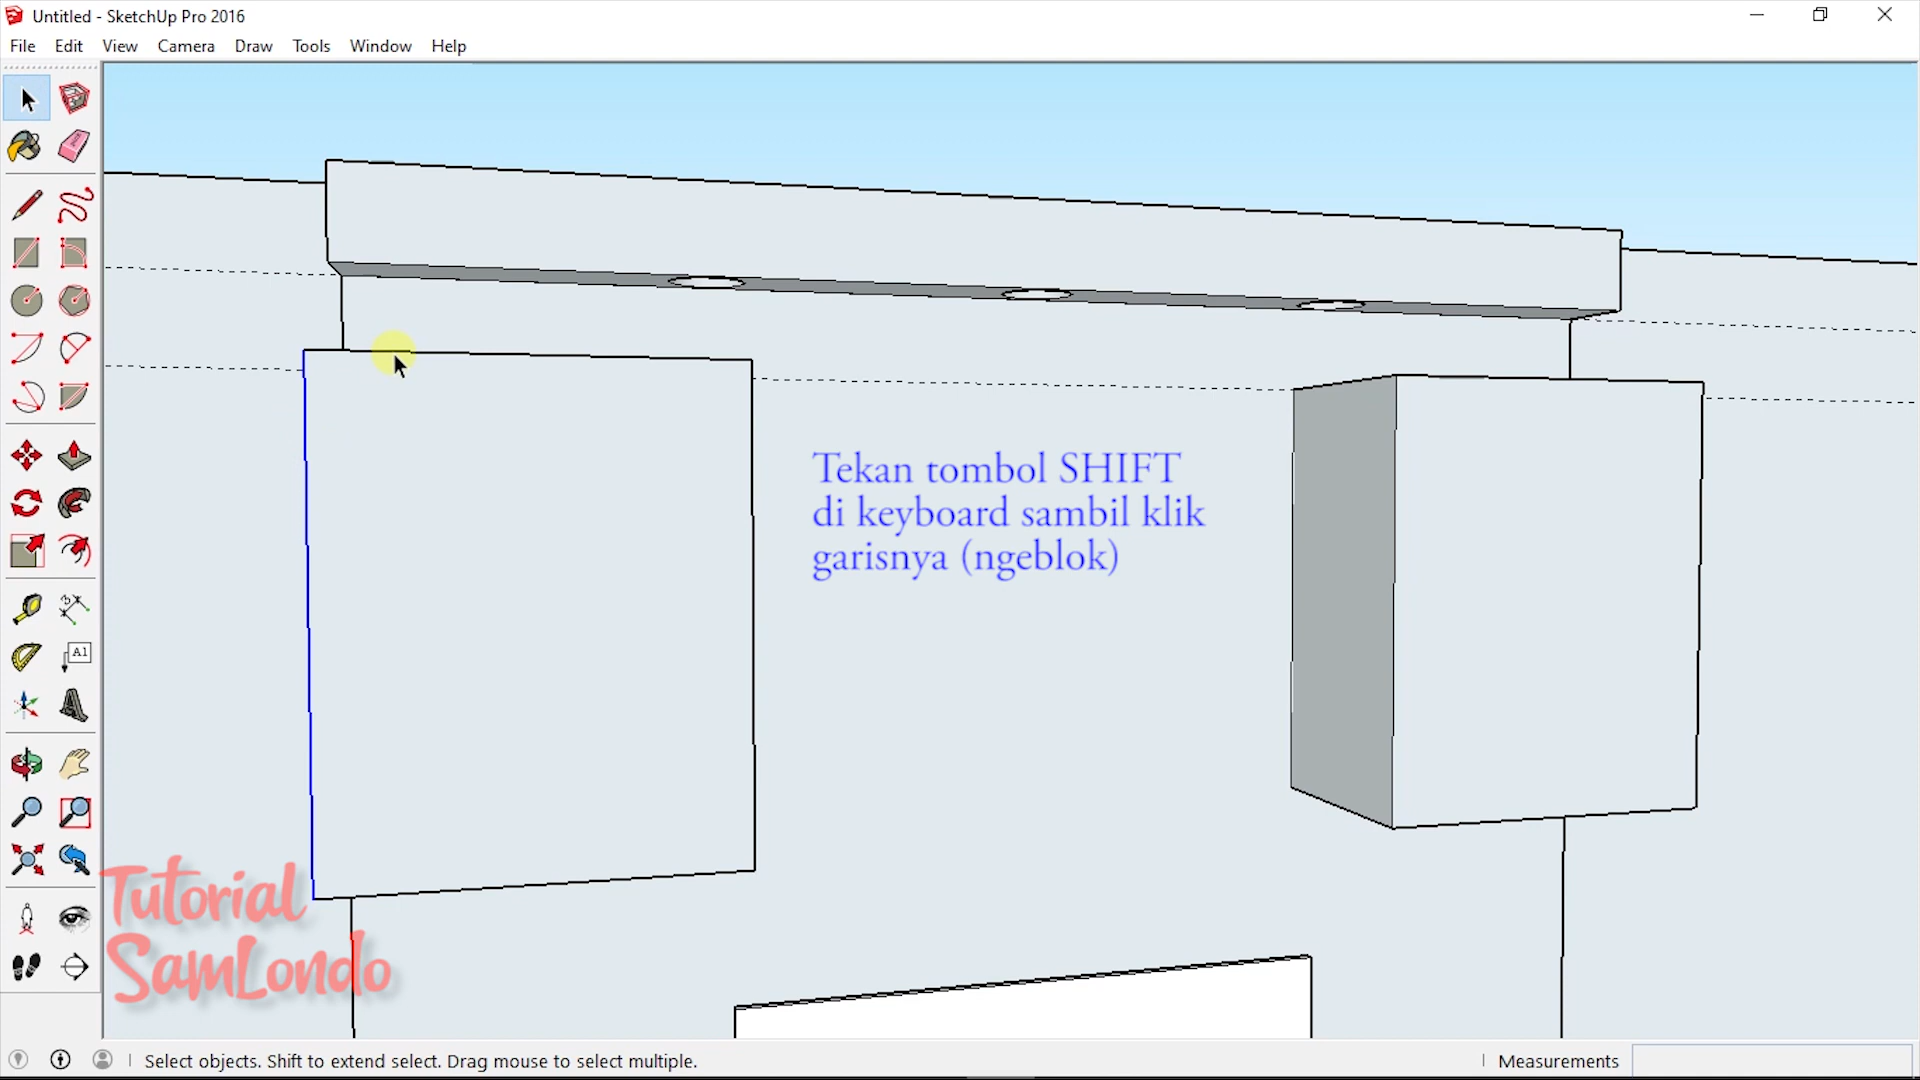 Untitled - SketchUp Pro 2016
File Edit View Camera Draw Tools Window Help
Tekan tombol SHIFT
di keyboard sambil klik
garisnya (ngeblok)
A1
Tutorial
SamLondo
Select objects. Shift to extend select. Drag mouse to select multiple.
Measurements